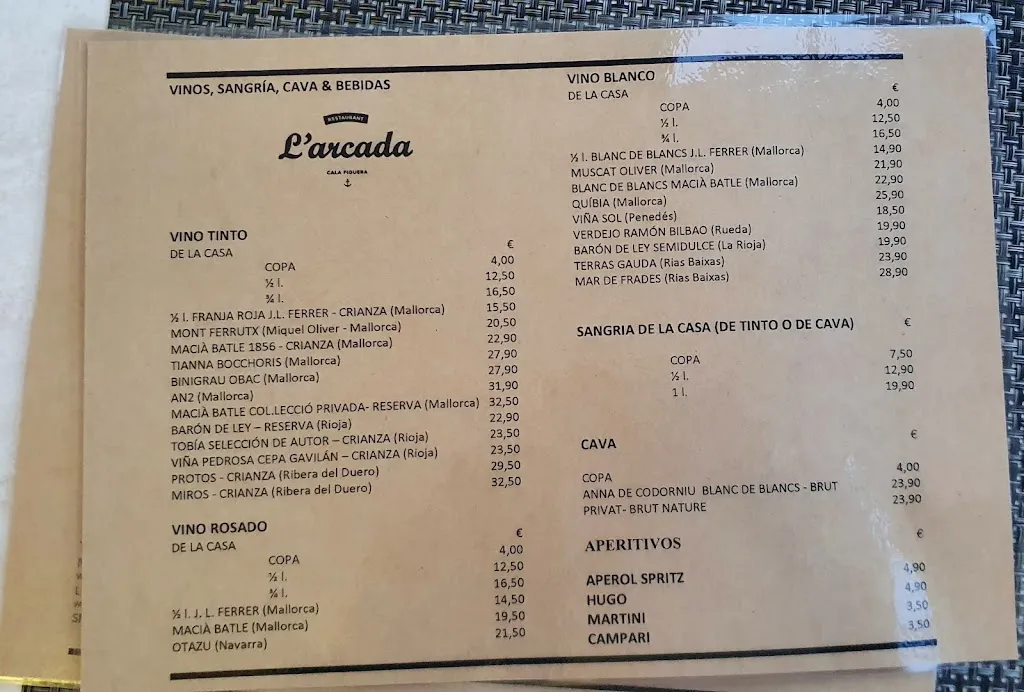 VINOS, SANGRÍA, CAVA & BEBIDAS
RESTAURANT
L'arcada
CALA FIGUERA
VINO TINTO
€
DE LA CASA
COPA 4,00
½ l. 12,50
¾ l. 16,50
½ l. FRANJA ROJA J.L. FERRER - CRIANZA (Mallorca) 15,50
MONT FERRUTX (Miquel Oliver - Mallorca) 20,50
MACIÀ BATLE 1856 - CRIANZA (Mallorca) 22,90
TIANNA BOCCHORIS (Mallorca) 27,90
BINIGRAU OBAC (Mallorca) 27,90
AN2 (Mallorca) 31,90
MACIÀ BATLE COL.LECCIÓ PRIVADA- RESERVA (Mallorca) 32,50
BARÓN DE LEY – RESERVA (Rioja) 22,90
TOBÍA SELECCIÓN DE AUTOR – CRIANZA (Rioja) 23,50
VIÑA PEDROSA CEPA GAVILÁN – CRIANZA (Rioja) 23,50
PROTOS - CRIANZA (Ribera del Duero) 29,50
MIROS - CRIANZA (Ribera del Duero) 32,50
VINO ROSADO
€
DE LA CASA
COPA 4,00
½ l. 12,50
¾ l. 16,50
½ l. J. L. FERRER (Mallorca) 14,50
MACIÀ BATLE (Mallorca) 19,50
OTAZU (Navarra) 21,50
VINO BLANCO
€
DE LA CASA
COPA 4,00
½ l. 12,50
¾ l. 16,50
½ l. BLANC DE BLANCS J.L. FERRER (Mallorca) 14,90
MUSCAT OLIVER (Mallorca) 21,90
BLANC DE BLANCS MACIÀ BATLE (Mallorca) 22,90
QUÍBIA (Mallorca) 25,90
VIÑA SOL (Penedés) 18,50
VERDEJO RAMÓN BILBAO (Rueda) 19,90
BARÓN DE LEY SEMIDULCE (La Rioja) 19,90
TERRAS GAUDA (Rias Baixas) 23,90
MAR DE FRADES (Rias Baixas) 28,90
SANGRIA DE LA CASA (DE TINTO O DE CAVA) €
COPA 7,50
½ l. 12,90
1 l. 19,90
CAVA €
COPA 4,00
ANNA DE CODORNIU BLANC DE BLANCS - BRUT 23,90
PRIVAT- BRUT NATURE 23,90
APERITIVOS €
APEROL SPRITZ 4,90
HUGO 4,90
MARTINI 3,50
CAMPARI 3,50